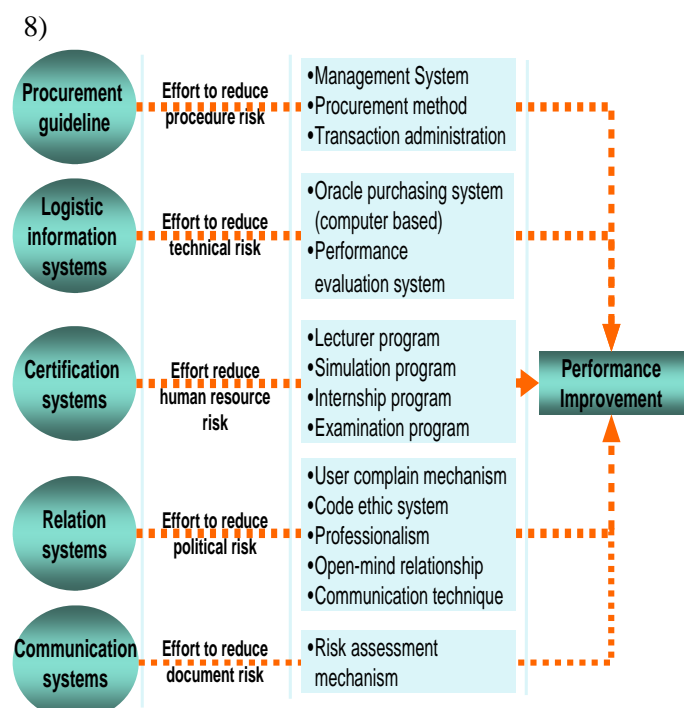 8)
Procurement
guideline
Effort to reduce
procedure risk
•Management System
•Procurement method
•Transaction administration
Logistic
information
systems
Effort to reduce
technical risk
•Oracle purchasing system
(computer based)
•Performance
evaluation system
Certification
systems
Effort reduce
human resource
risk
•Lecturer program
•Simulation program
•Internship program
•Examination program
Performance
Improvement
Relation
systems
Effort to reduce
political risk
•User complain mechanism
•Code ethic system
•Professionalism
•Open-mind relationship
•Communication technique
Communication
systems
Effort to reduce
document risk
•Risk assessment
mechanism